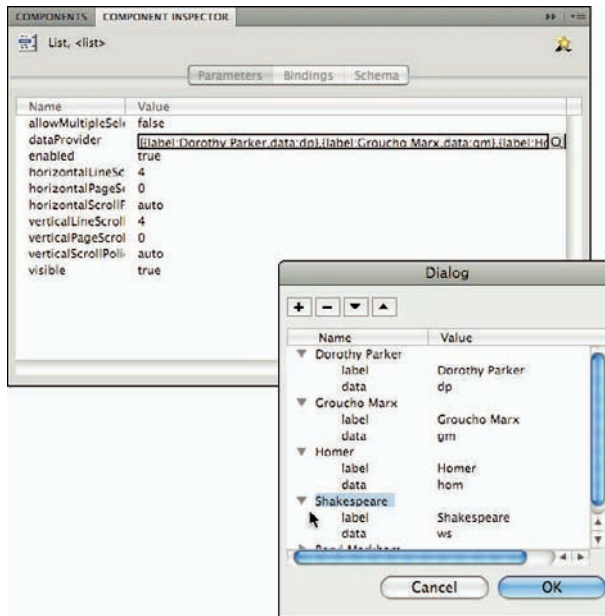 COMPONENTS COMPONENT INSPECTOR
List, <list>
Parameters Bindings Schema
Name Value
allowMultipleSel false
dataProvider [{label:Dorothy Parker,data:dp},{label:Groucho Marx,data:gm},{label:H
enabled true
horizontalLineSc 4
horizontalPageS 0
horizontalScrollP auto
verticalLineScroll 4
verticalPageScrol 0
verticalScrollPoli auto
visible true
Dialog
+ −
Name Value
Dorothy Parker
label Dorothy Parker
data dp
Groucho Marx
label Groucho Marx
data gm
Homer
label Homer
data hom
Shakespeare
label Shakespeare
data ws
Cancel OK